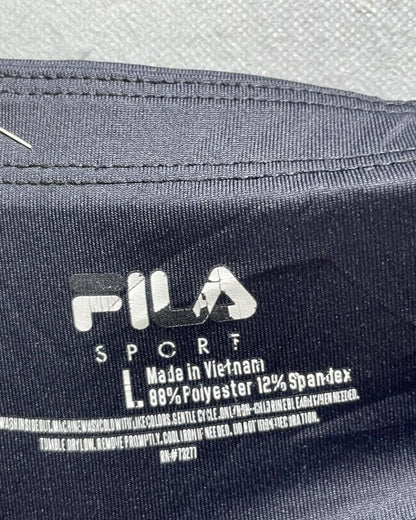 FILA
SPORT
L
Made in Vietnam
88% Polyester 12% Spandex
INSIDE OUT. MACHINE WASH COLD WITH LIKE COLORS. GENTLE CYCLE. ONLY NON-CHLORINE BLEACH WHEN NEEDED.
TUMBLE DRY LOW. REMOVE PROMPTLY. COOL IRON IF NEEDED. DO NOT IRON DECORATION.
RN#73277